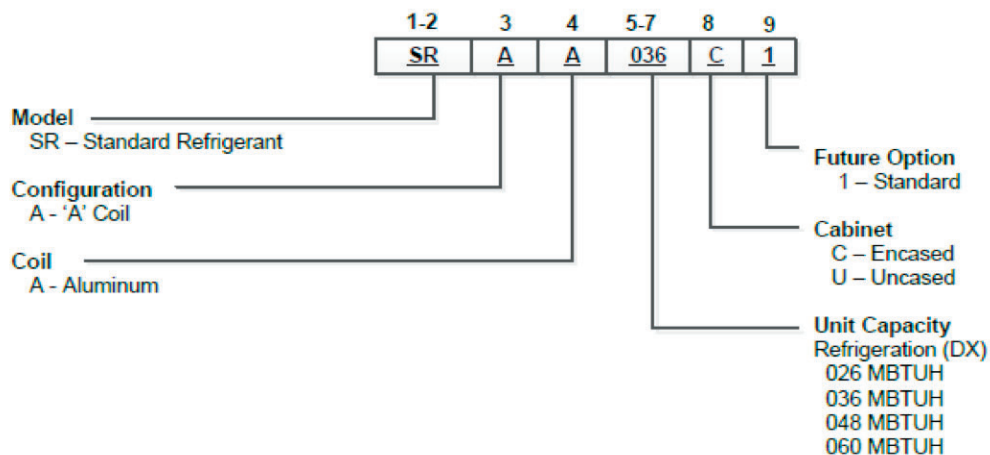 1-2 3 4 5-7 8 9
SR A A 036 C 1
Model
SR – Standard Refrigerant
Configuration
A - ‘A’ Coil
Coil
A - Aluminum
Future Option
1 – Standard
Cabinet
C – Encased
U – Uncased
Unit Capacity
Refrigeration (DX)
026 MBTUH
036 MBTUH
048 MBTUH
060 MBTUH